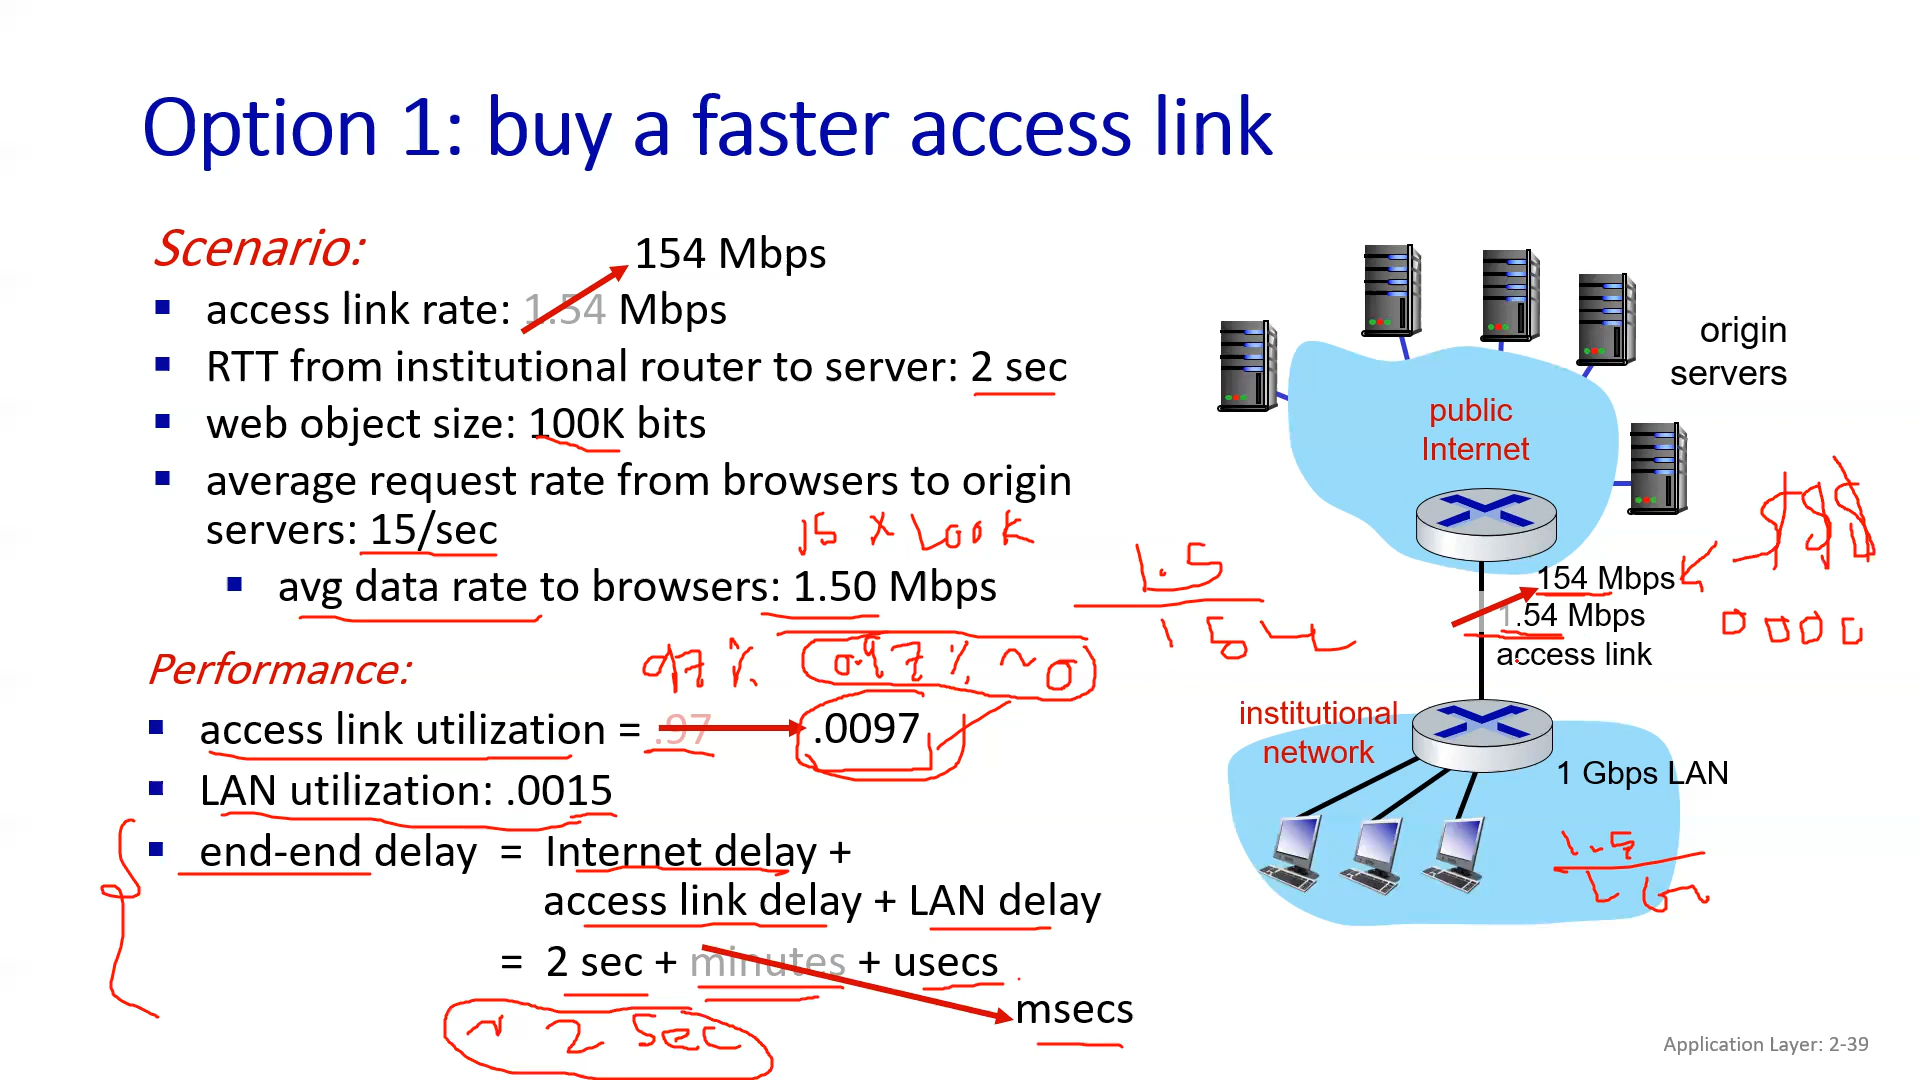 Option 1: buy a faster access link
Scenario:
154 Mbps
access link rate: 1.54 Mbps
RTT from institutional router to server: 2 sec
web object size: 100K bits
average request rate from browsers to origin
servers: 15/sec
15 x 100K
avg data rate to browsers: 1.50 Mbps
1.5
154
97 %
0.97 % ~ 0
Performance:
access link utilization = .97
.0097
LAN utilization: .0015
end-end delay = Internet delay +
access link delay + LAN delay
= 2 sec + minutes + usecs
msecs
~ 2 Sec
origin
servers
public
Internet
$$$
154 Mbps
1.54 Mbps
access link
0000
institutional
network
1 Gbps LAN
1.5
Application Layer: 2-39